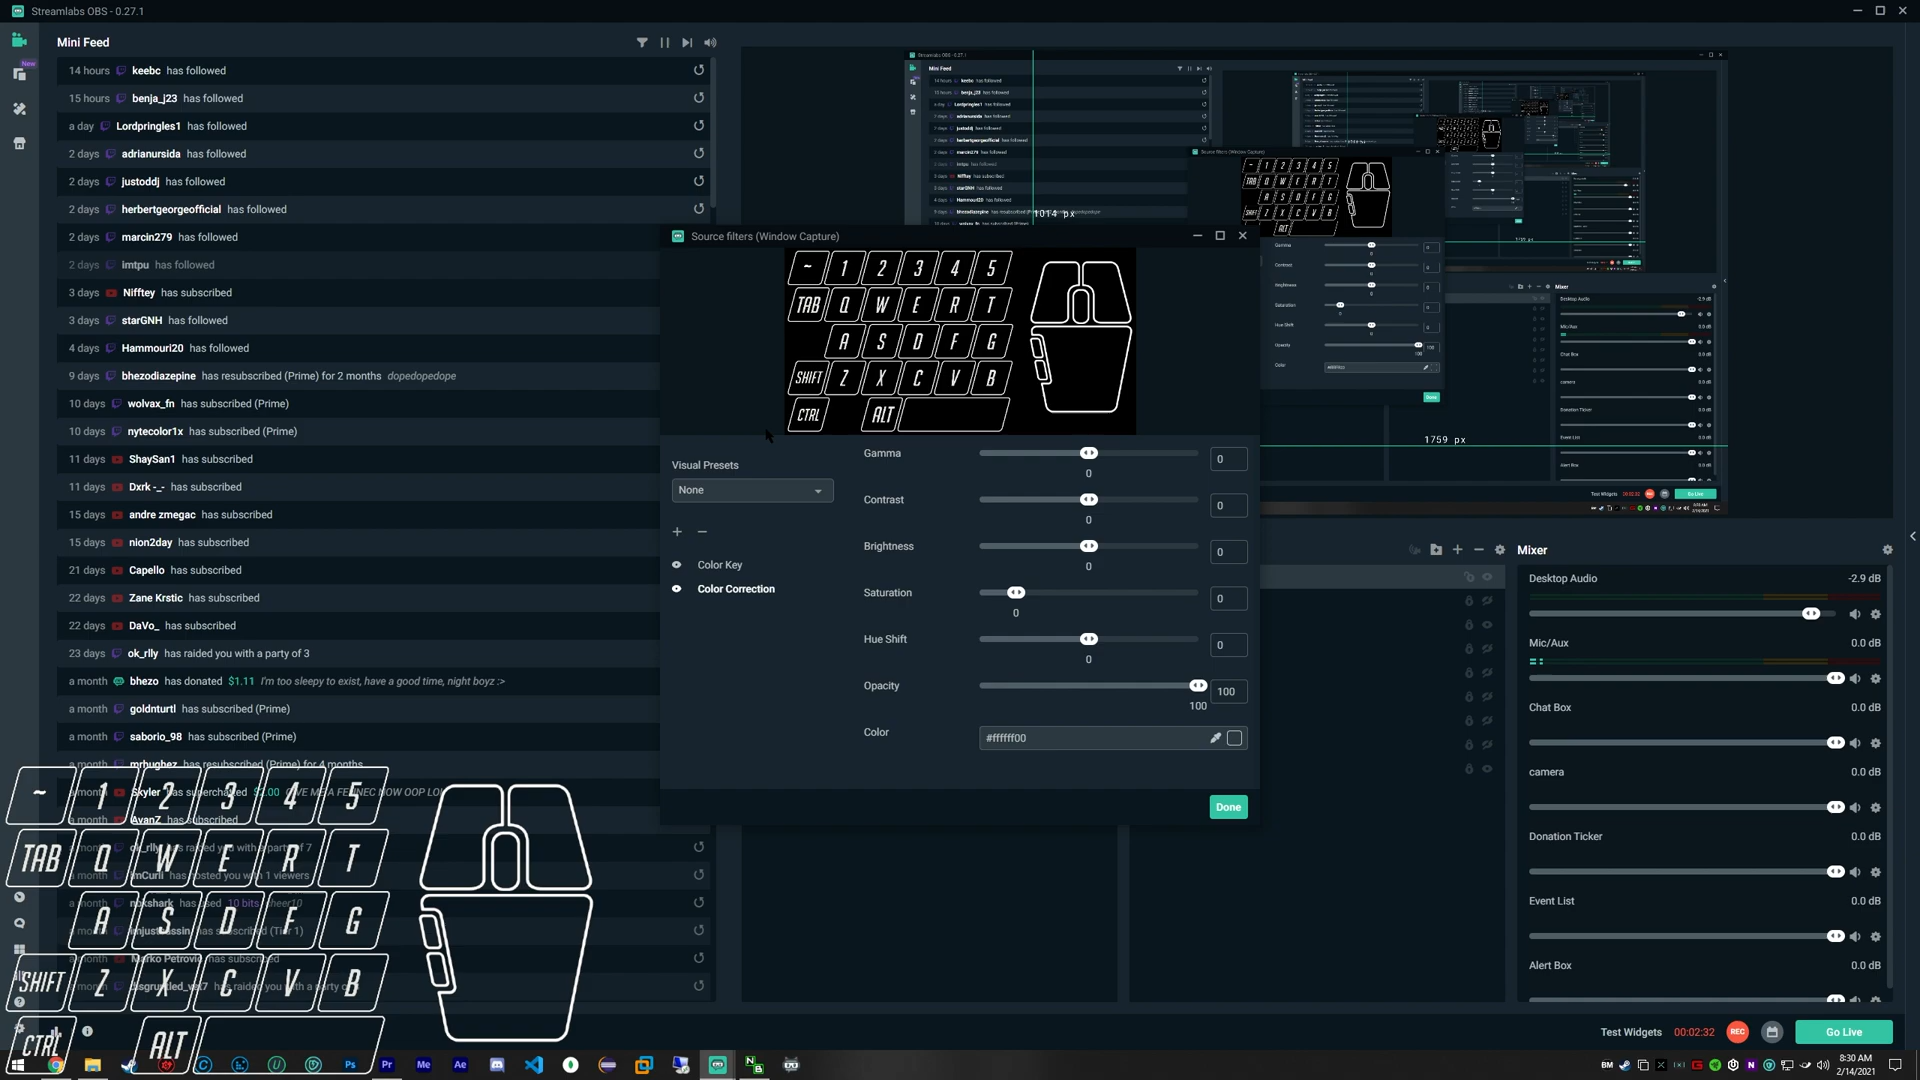 Streamlabs OBS - 0.27.1
Mini Feed
New
14 hours keebc has followed
15 hours benja_j23 has followed
a day Lordpringles1 has followed
2 days adrianursida has followed
2 days justoddj has followed
2 days herbertgeorgeofficial has followed
2 days marcin279 has followed
2 days imtpu has followed
3 days Nifftey has subscribed
3 days starGNH has followed
4 days Hammouri20 has followed
9 days bhezodiazepine has resubscribed (Prime) for 2 months dopedopedope
10 days wolvax_fn has subscribed (Prime)
10 days nytecolor1x has subscribed (Prime)
11 days ShaySan1 has subscribed
11 days Dxrk -_- has subscribed
15 days andre zmegac has subscribed
15 days nion2day has subscribed
21 days Capello has subscribed
22 days Zane Krstic has subscribed
22 days DaVo_ has subscribed
23 days ok_rlly has raided you with a party of 3
a month bhezo has donated $1.11 I'm too sleepy to exist, have a good time, night boyz :>
a month goldnturtl has subscribed (Prime)
a month saborio_98 has subscribed (Prime)
a month mrhughez has resubscribed (Prime) for 4 months
~ 1 2 3 4 5
TAB Q W E R T
A S D F G
SHIFT Z X C V B
CTRL ALT
1014 px
1759 px
Source filters (Window Capture)
~ 1 2 3 4 5
TAB Q W E R T
A S D F G
SHIFT Z X C V B
CTRL ALT
Visual Presets
None
+ −
Color Key
Color Correction
Gamma 0
0
Contrast 0
0
Brightness 0
0
Saturation 0
0
Hue Shift 0
0
Opacity 100
100
Color #ffffff00
Done
Mixer
Desktop Audio -2.9 dB
Mic/Aux 0.0 dB
Chat Box 0.0 dB
camera 0.0 dB
Donation Ticker 0.0 dB
Event List 0.0 dB
Alert Box 0.0 dB
Test Widgets 00:02:32 REC Go Live
Ps Pr Me Ae
8:30 AM
2/14/2021